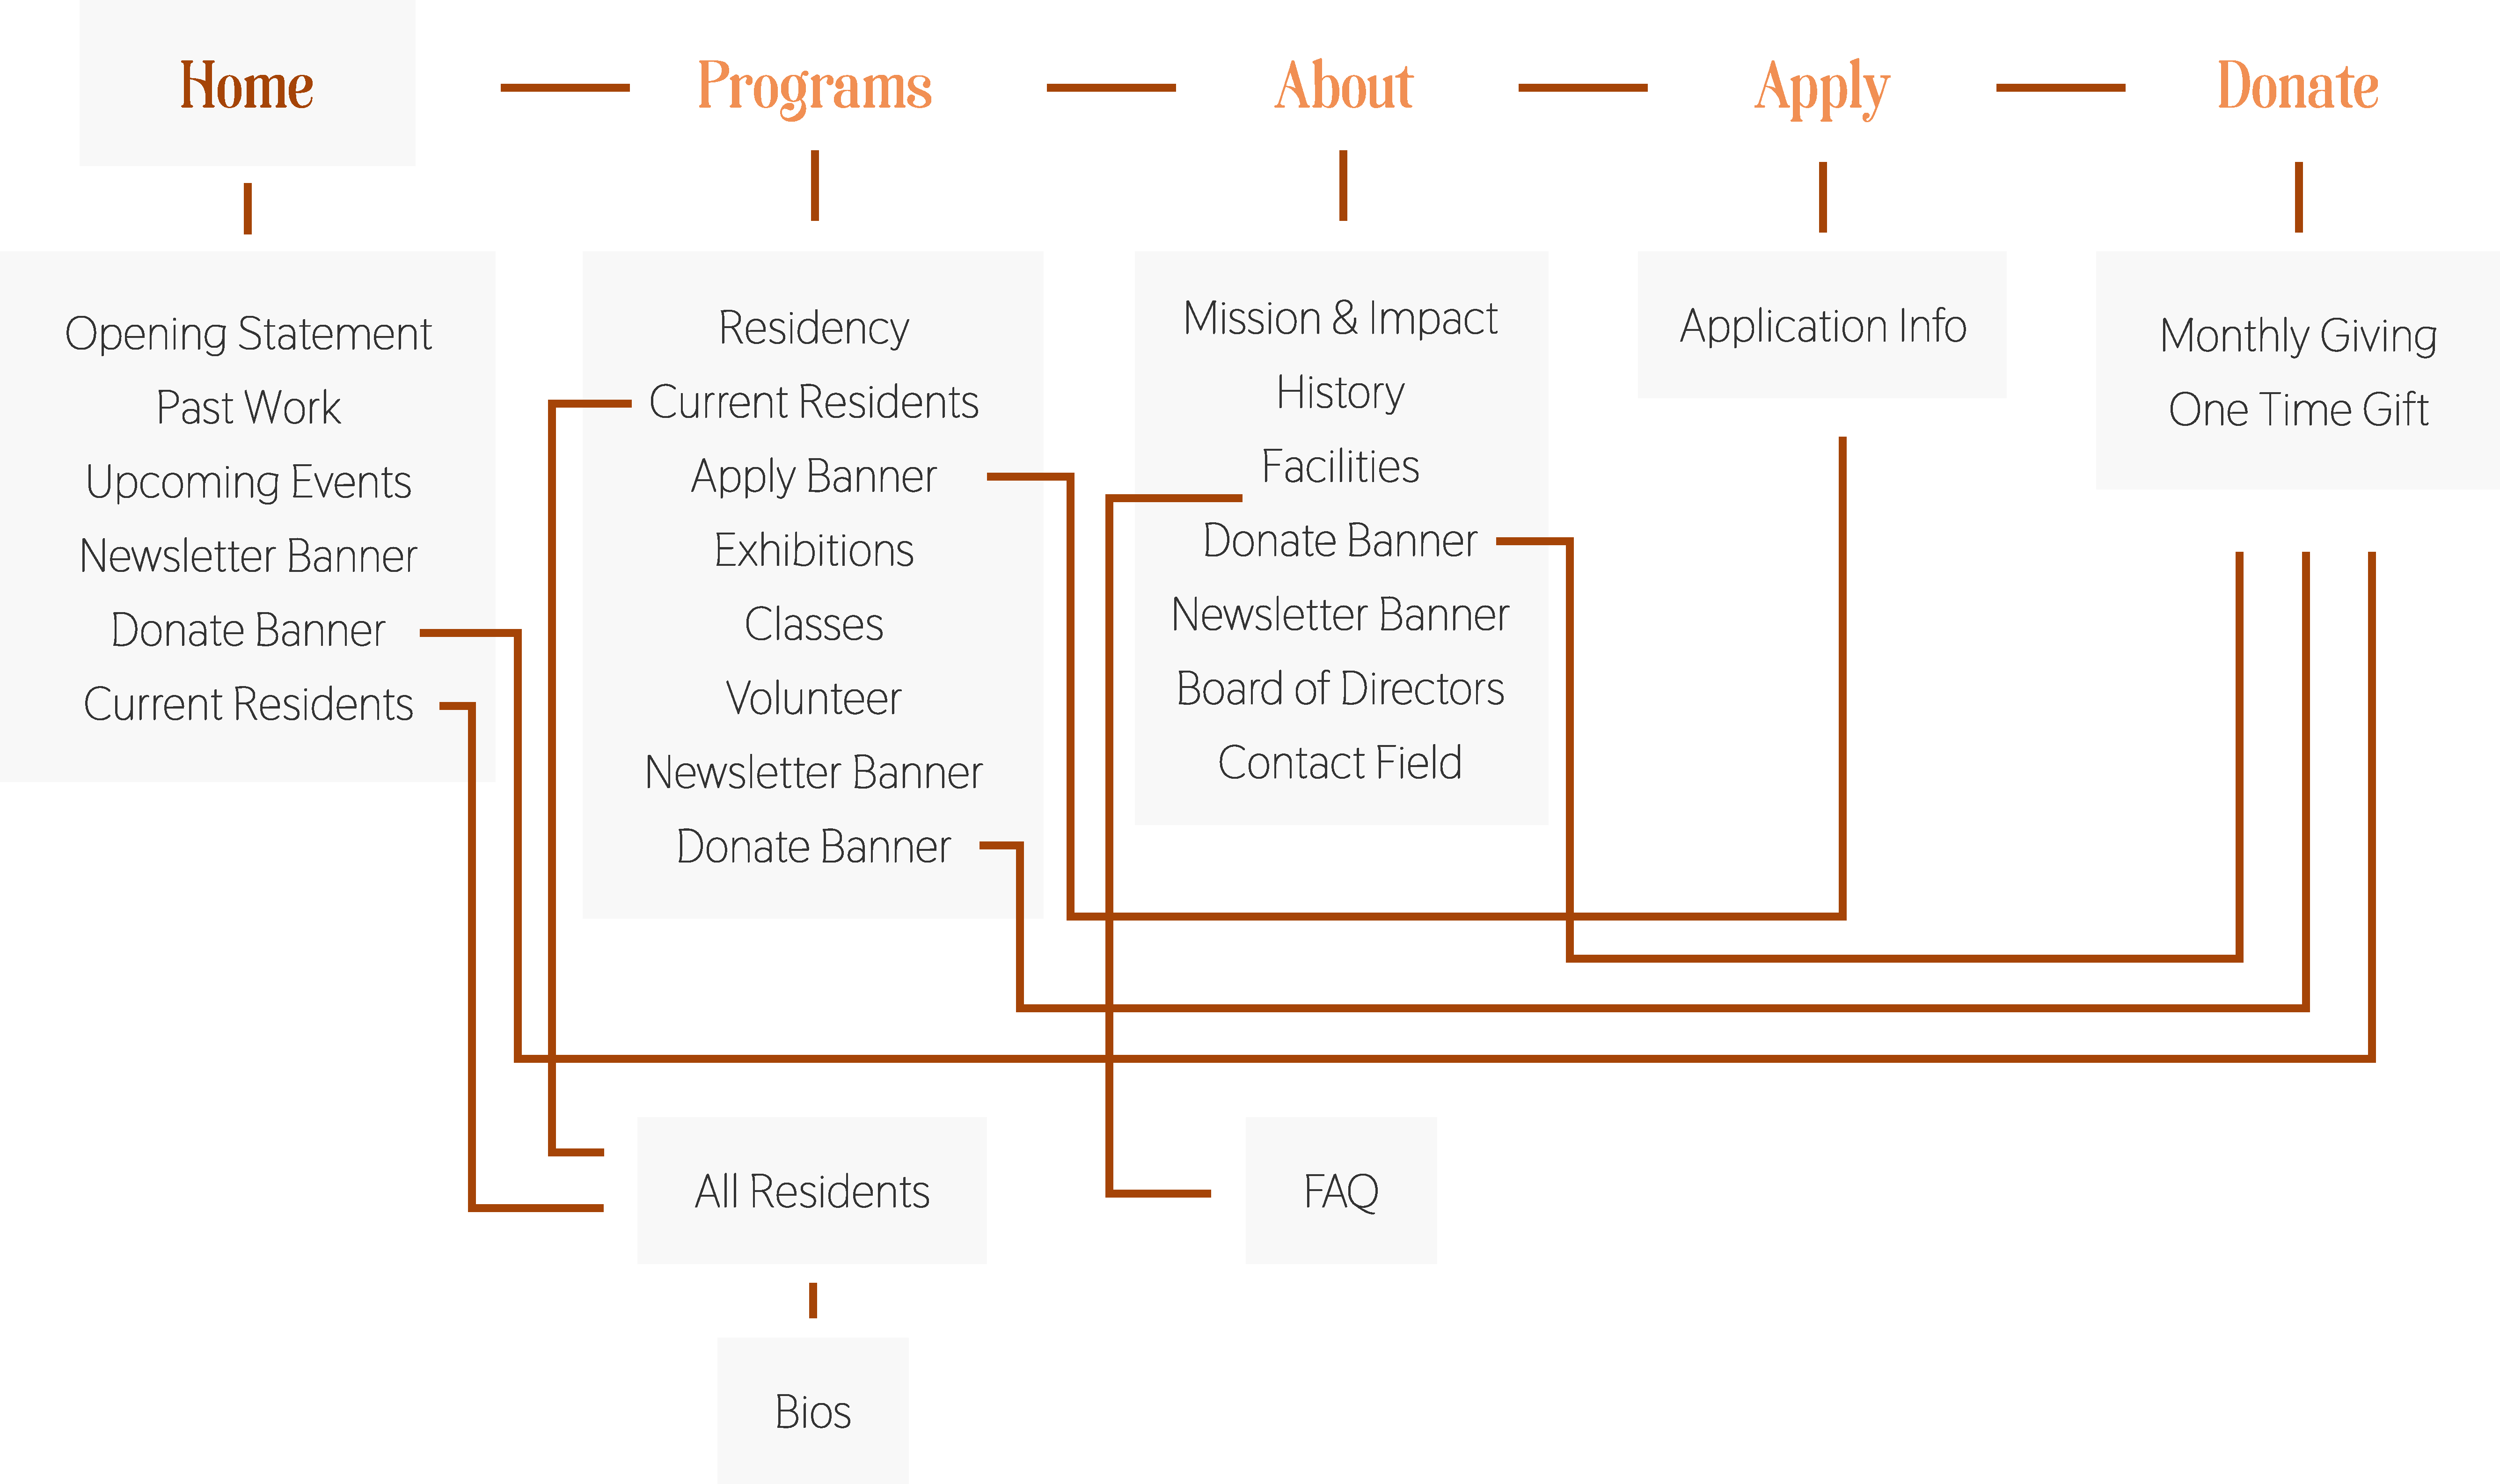 Home
Programs
About
Apply
Donate
Opening Statement
Past Work
Upcoming Events
Newsletter Banner
Donate Banner
Current Residents
Residency
Current Residents
Apply Banner
Exhibitions
Classes
Volunteer
Newsletter Banner
Donate Banner
Mission & Impact
History
Facilities
Donate Banner
Newsletter Banner
Board of Directors
Contact Field
Application Info
Monthly Giving
One Time Gift
All Residents
FAQ
Bios